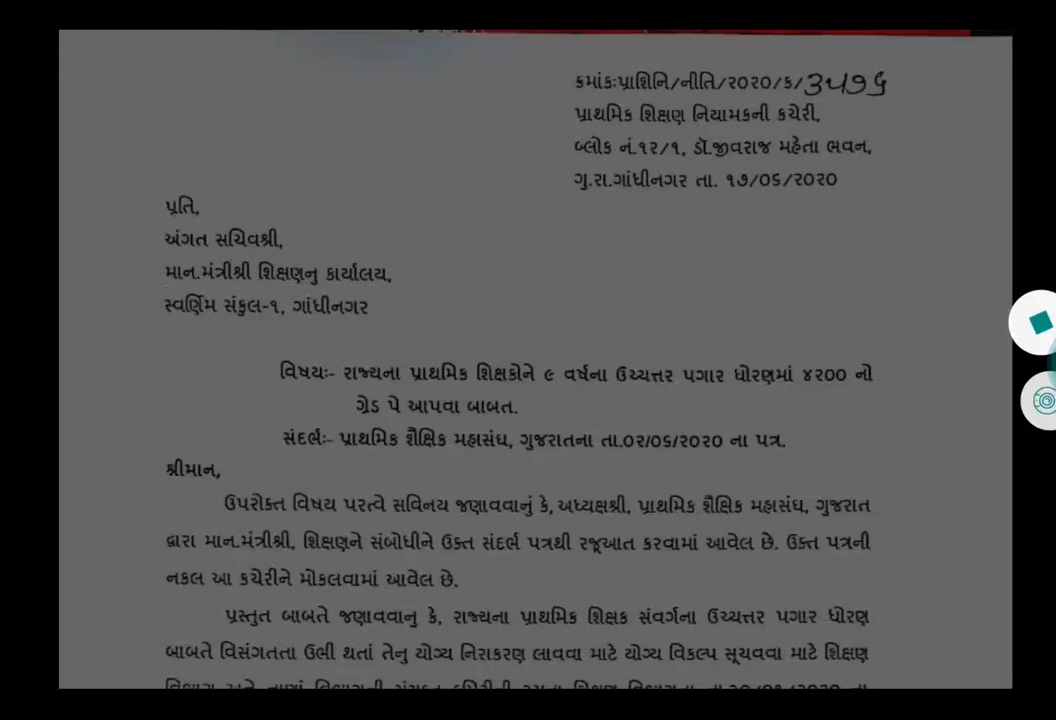 ક્માંકઃપ્રાશિનિ/નીતિ/૨૦૨૦/ક/૩૫૧૭૬
પ્રાથમિક શિક્ષણ નિયામકની કચેરી,
બ્લોક નં.૧૨/૧, ડૉ.જીવરાજ મહેતા ભવન,
ગુ.રા.ગાંધીનગર તા. ૧૭/૦૬/૨૦૨૦
પ્રતિ,
અંગત સચિવશ્રી,
માન.મંત્રીશ્રી શિક્ષણનુ કાર્યાલય,
સ્વર્ણિમ સંકુલ-૧, ગાંધીનગર
વિષયઃ- રાજ્યના પ્રાથમિક શિક્ષકોને ૯ વર્ષના ઉચ્ચત્તર પગાર ધોરણમાં ૪૨૦૦ નો
ગ્રેડ પે આપવા બાબત.
સંદર્ભઃ- પ્રાથમિક શૈક્ષિક મહાસંઘ, ગુજરાતના તા.૦૨/૦૬/૨૦૨૦ ના પત્ર.
શ્રીમાન,
ઉપરોક્ત વિષય પરત્વે સવિનય જણાવવાનું કે, અધ્યક્ષશ્રી, પ્રાથમિક શૈક્ષિક મહાસંઘ, ગુજરાત
દ્વારા માન.મંત્રીશ્રી, શિક્ષણને સંબોધીને ઉક્ત સંદર્ભ પત્રથી રજૂઆત કરવામાં આવેલ છે. ઉક્ત પત્રની
નકલ આ કચેરીને મોકલવામાં આવેલ છે.
પ્રસ્તુત બાબતે જણાવવાનુ કે, રાજ્યના પ્રાથમિક શિક્ષક સંવર્ગના ઉચ્ચત્તર પગાર ધોરણ
બાબતે વિસંગતતા ઉભી થતાં તેનુ યોગ્ય નિરાકરણ લાવવા માટે યોગ્ય વિકલ્પ સૂચવવા માટે શિક્ષણ